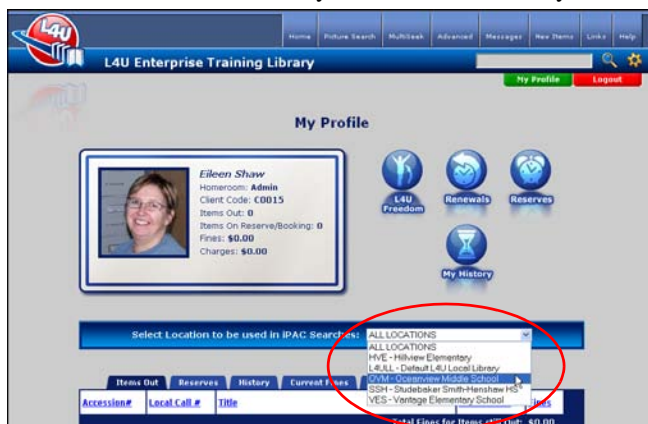 L4U
Home Picture Search MultiSeek Advanced Messages New Items Links Help
L4U Enterprise Training Library
My Profile Logout
My Profile
Eileen Shaw
Homeroom: Admin
Client Code: C0015
Items Out: 0
Items On Reserve/Booking: 0
Fines: $0.00
Charges: $0.00
L4U Freedom
Renewals
Reserves
My History
Select Location to be used in iPAC Searches: ALL LOCATIONS
ALL LOCATIONS
HVE - Hillview Elementary
L4ULL - Default L4U Local Library
OVM - Oceanview Middle School
SSH - Studebaker Smith-Henshaw HS
VES - Vantage Elementary School
Items Out Reserves History Current Fines
Accession# Local Call # Title Fines
Total Fines for Items still Out: $0.00